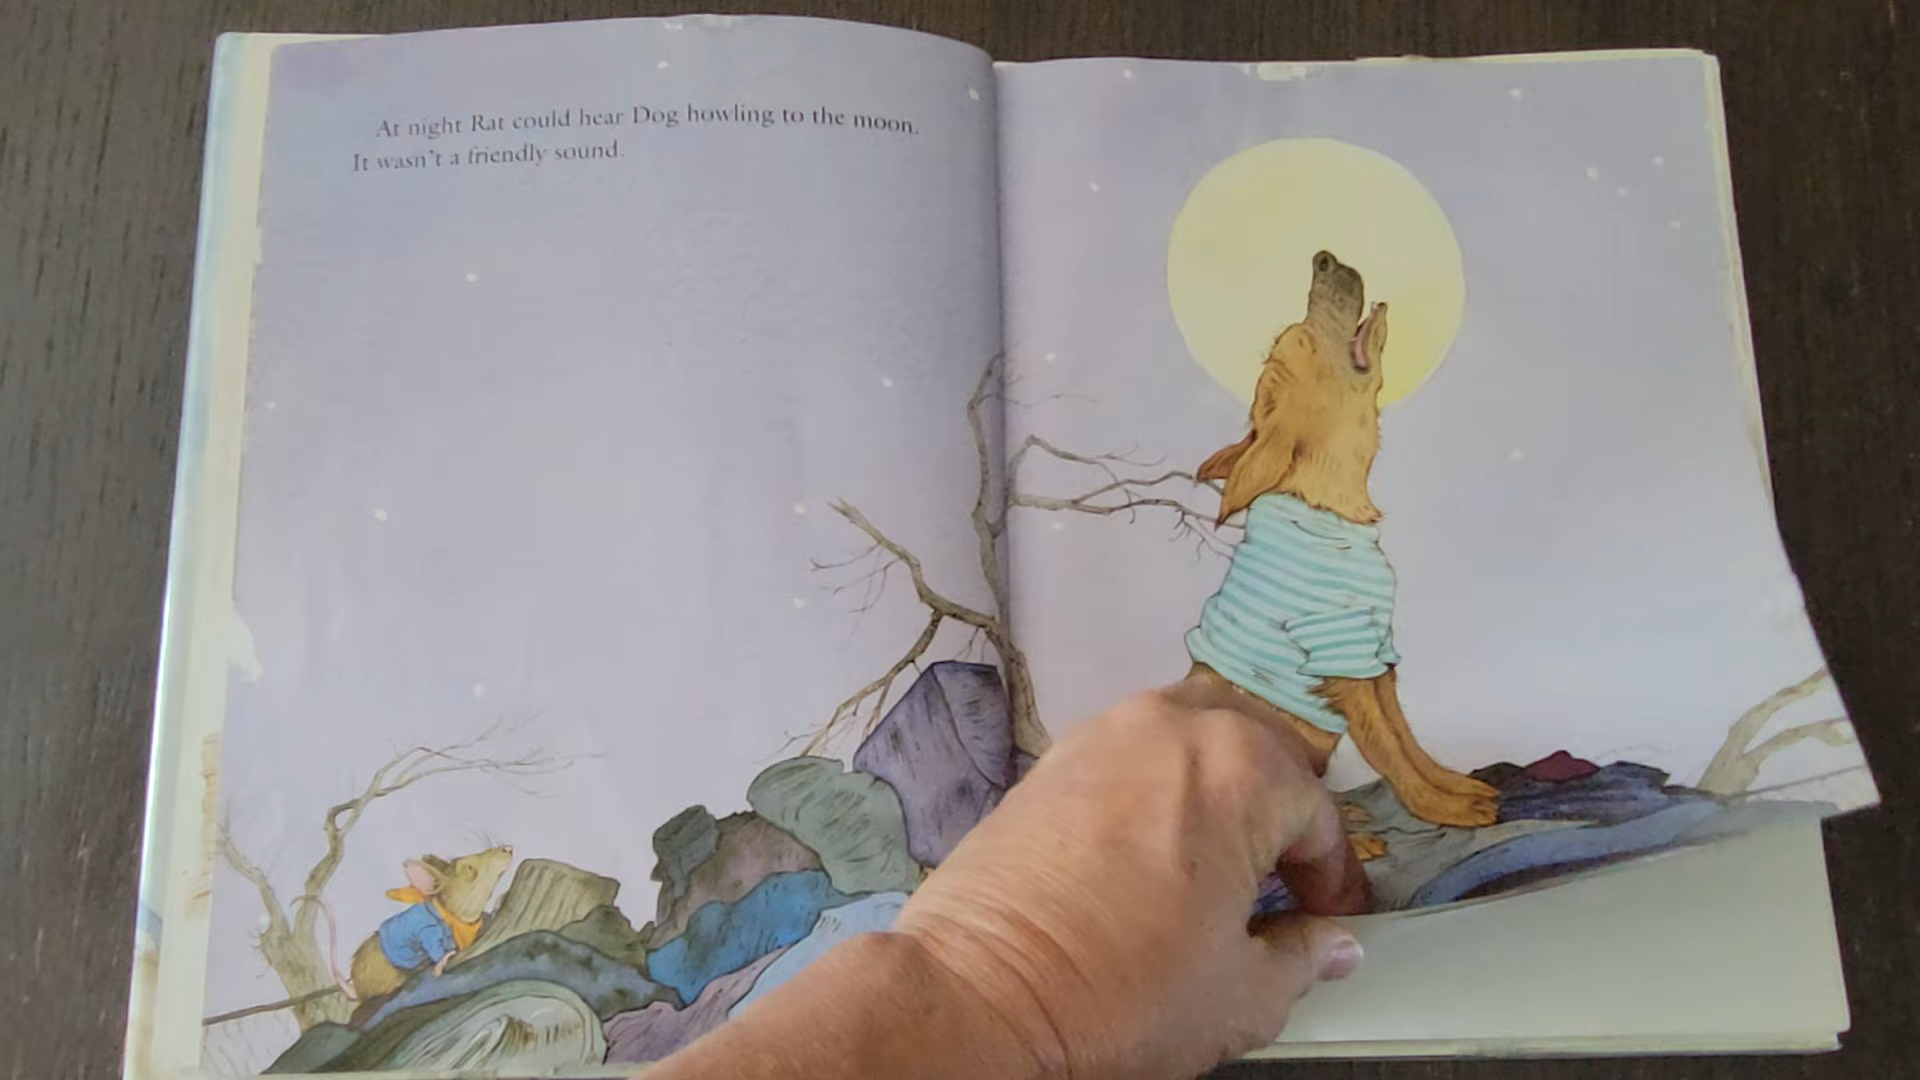 At night Rat could hear Dog howling to the moon.
It wasn't a friendly sound.